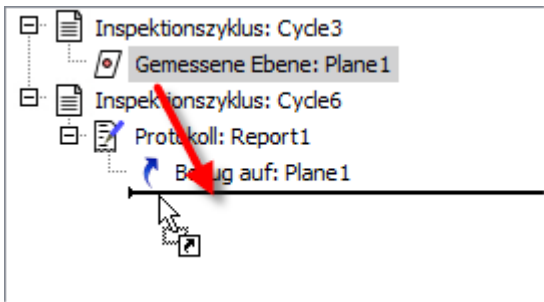 Inspektionszyklus: Cycle3
Gemessene Ebene: Plane1
Inspektionszyklus: Cycle6
Protokoll: Report1
Bezug auf: Plane1